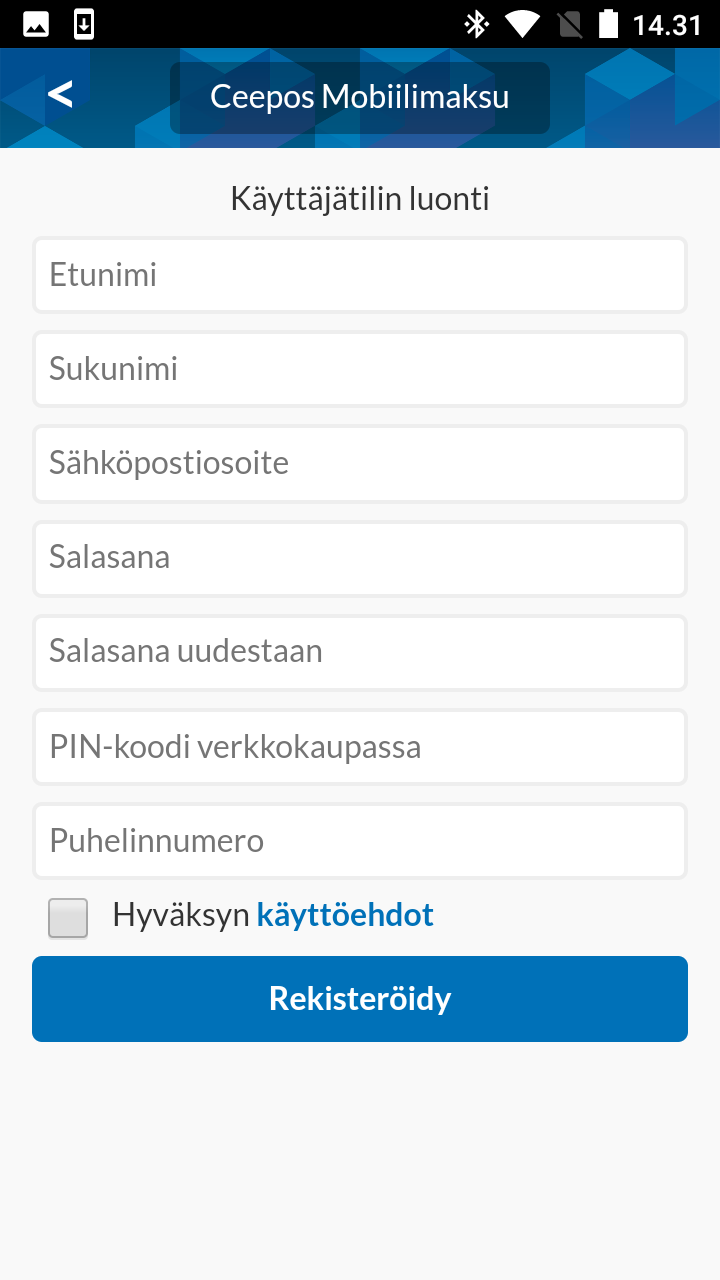 14.31
<
Ceepos Mobiilimaksu
Käyttäjätilin luonti
Etunimi
Sukunimi
Sähköpostiosoite
Salasana
Salasana uudestaan
PIN-koodi verkkokaupassa
Puhelinnumero
Hyväksyn käyttöehdot
Rekisteröidy